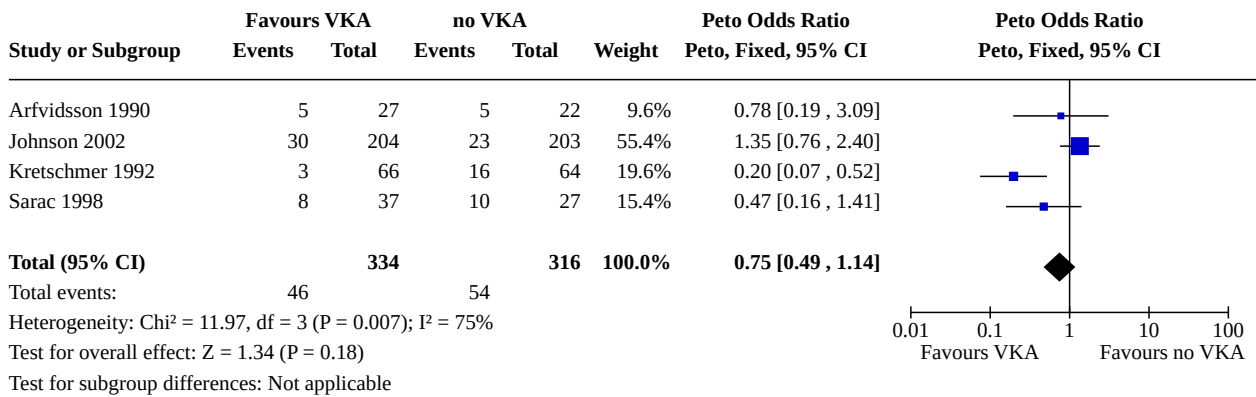 Favours VKA no VKA Peto Odds Ratio Peto Odds Ratio
Study or Subgroup Events Total Events Total Weight Peto, Fixed, 95% CI Peto, Fixed, 95% CI
Arfvidsson 1990 5 27 5 22 9.6% 0.78 [0.19 , 3.09]
Johnson 2002 30 204 23 203 55.4% 1.35 [0.76 , 2.40]
Kretschmer 1992 3 66 16 64 19.6% 0.20 [0.07 , 0.52]
Sarac 1998 8 37 10 27 15.4% 0.47 [0.16 , 1.41]
Total (95% CI) 334 316 100.0% 0.75 [0.49 , 1.14]
Total events: 46 54
Heterogeneity: Chi² = 11.97, df = 3 (P = 0.007); I² = 75%
0.01 0.1 1 10 100
Test for overall effect: Z = 1.34 (P = 0.18) Favours VKA Favours no VKA
Test for subgroup differences: Not applicable